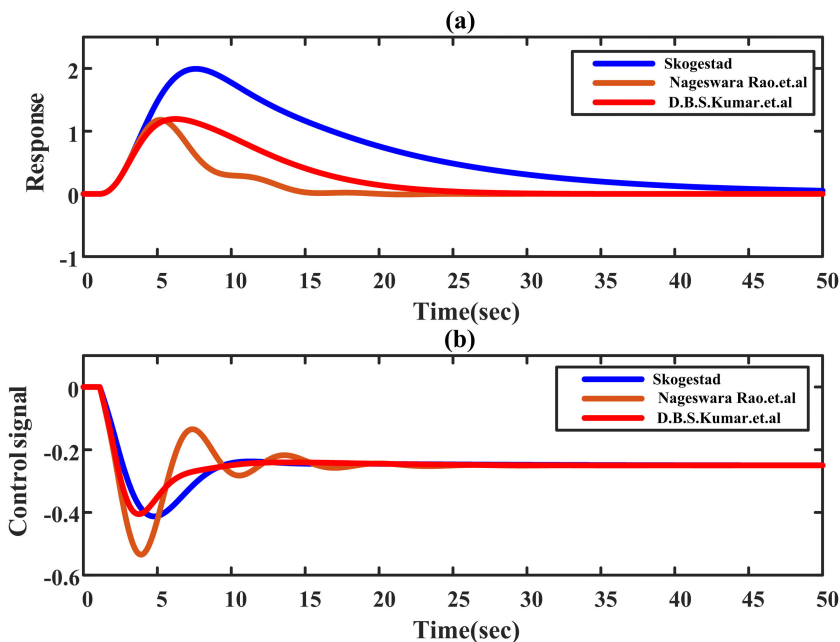 (a)
Response
2
1
0
-1
Skogestad
Nageswara Rao.et.al
D.B.S.Kumar.et.al
0 5 10 15 20 25 30 35 40 45 50
Time(sec)
(b)
Control signal
0
-0.2
-0.4
-0.6
Skogestad
Nageswara Rao.et.al
D.B.S.Kumar.et.al
0 5 10 15 20 25 30 35 40 45 50
Time(sec)